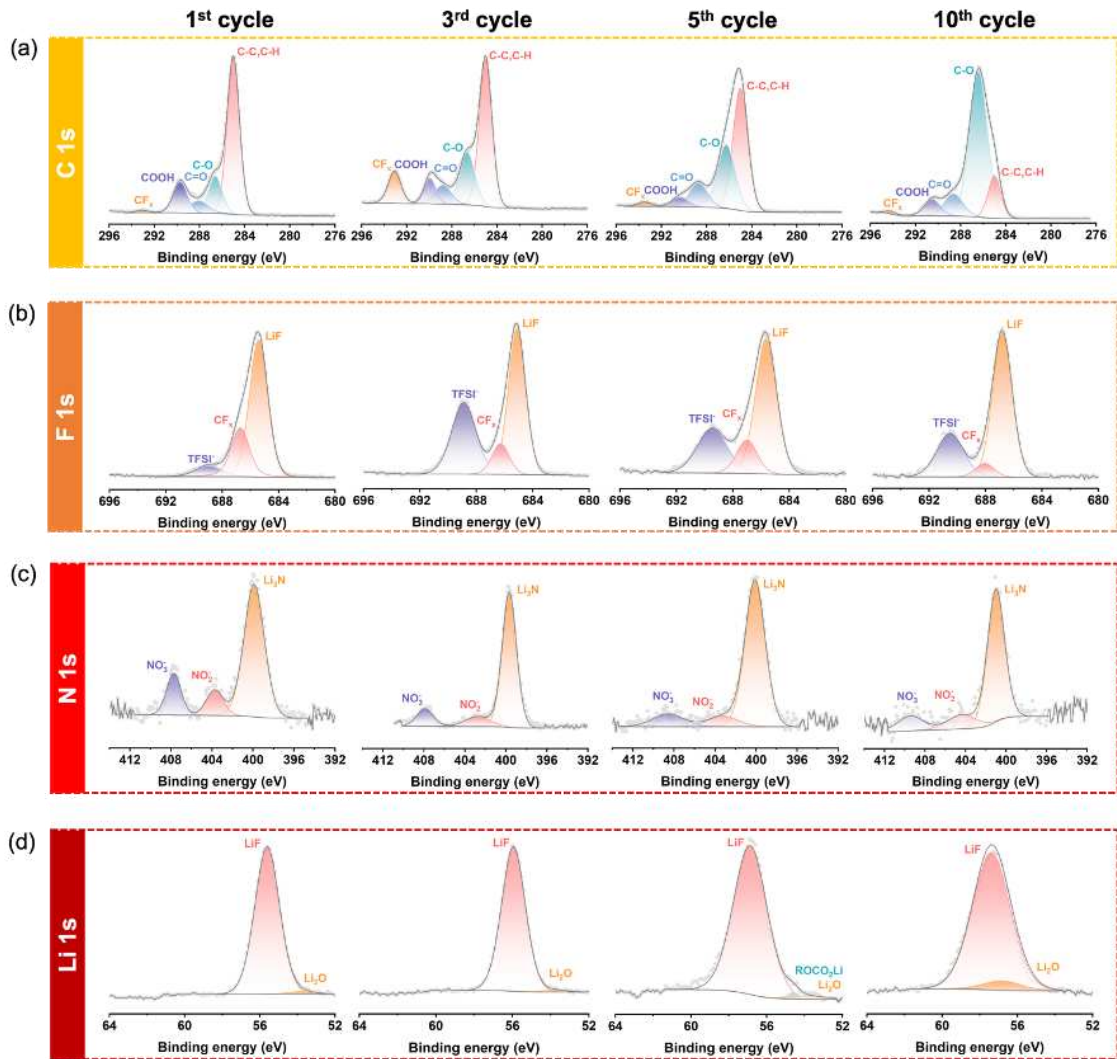 1st cycle 3rd cycle 5th cycle 10th cycle
(a)
C 1s
CFx COOH C=O C-O C-C,C-H
CFx COOH C=O C-O C-C,C-H
CFx COOH C=O C-O C-C,C-H
CFx COOH C=O C-O C-C,C-H
296 292 288 284 280 276 296 292 288 284 280 276 296 292 288 284 280 276 296 292 288 284 280 276
Binding energy (eV) Binding energy (eV) Binding energy (eV) Binding energy (eV)
(b)
F 1s
TFSI- CFx LiF
TFSI- CFx LiF
TFSI- CFx LiF
TFSI- CFx LiF
696 692 688 684 680 696 692 688 684 680 696 692 688 684 680 696 692 688 684 680
Binding energy (eV) Binding energy (eV) Binding energy (eV) Binding energy (eV)
(c)
N 1s
NO3- NO2- Li3N
NO3- NO2- Li3N
NO3- NO2- Li3N
NO3- NO2- Li3N
412 408 404 400 396 392 412 408 404 400 396 392 412 408 404 400 396 392 412 408 404 400 396 392
Binding energy (eV) Binding energy (eV) Binding energy (eV) Binding energy (eV)
(d)
Li 1s
LiF Li2O
LiF Li2O
LiF ROCO2Li Li2O
LiF Li2O
64 60 56 52 64 60 56 52 64 60 56 52 64 60 56 52
Binding energy (eV) Binding energy (eV) Binding energy (eV) Binding energy (eV)